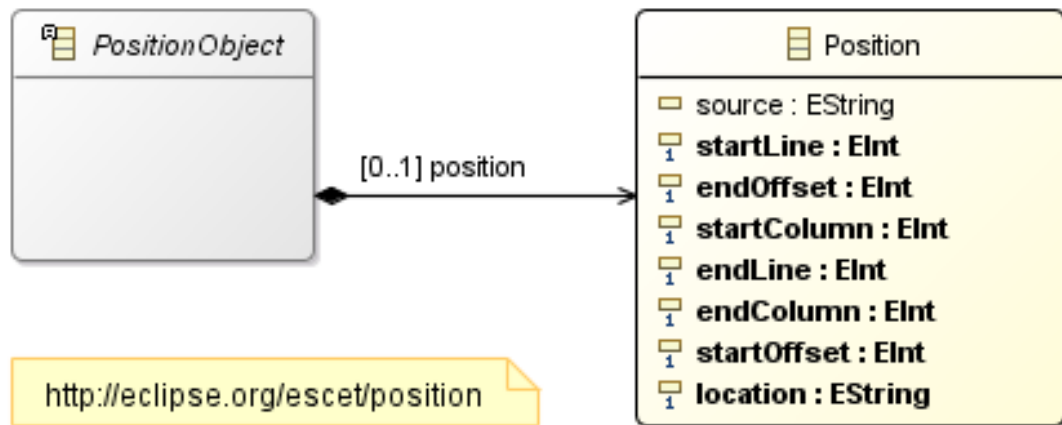 PositionObject
[0..1] position
Position
source : EString
startLine : EInt
endOffset : EInt
startColumn : EInt
endLine : EInt
endColumn : EInt
startOffset : EInt
location : EString
http://eclipse.org/escet/position